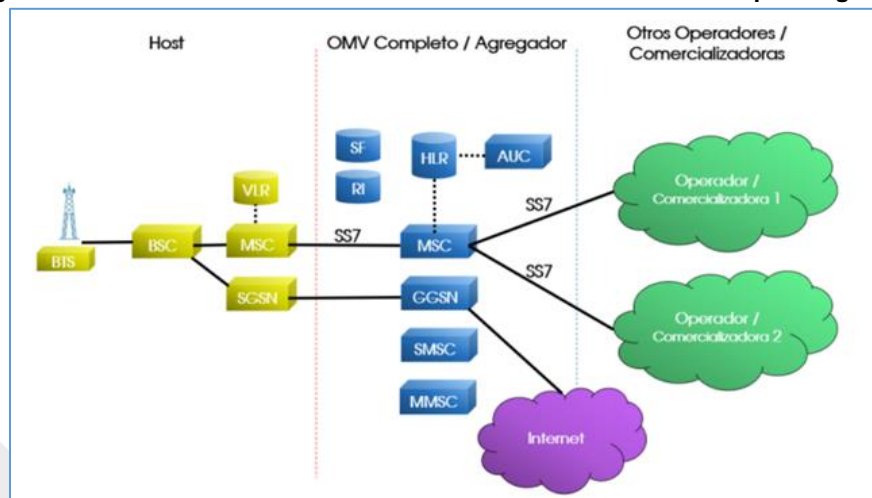 Host
OMV Completo / Agregador
Otros Operadores /
Comercializadoras
SF
HLR
AUC
RI
VLR
Operador /
Comercializadora 1
SS7
BTS
BSC
MSC
SS7
MSC
SS7
SGSN
GGSN
Operador /
Comercializadora 2
SMSC
MMSC
Internet